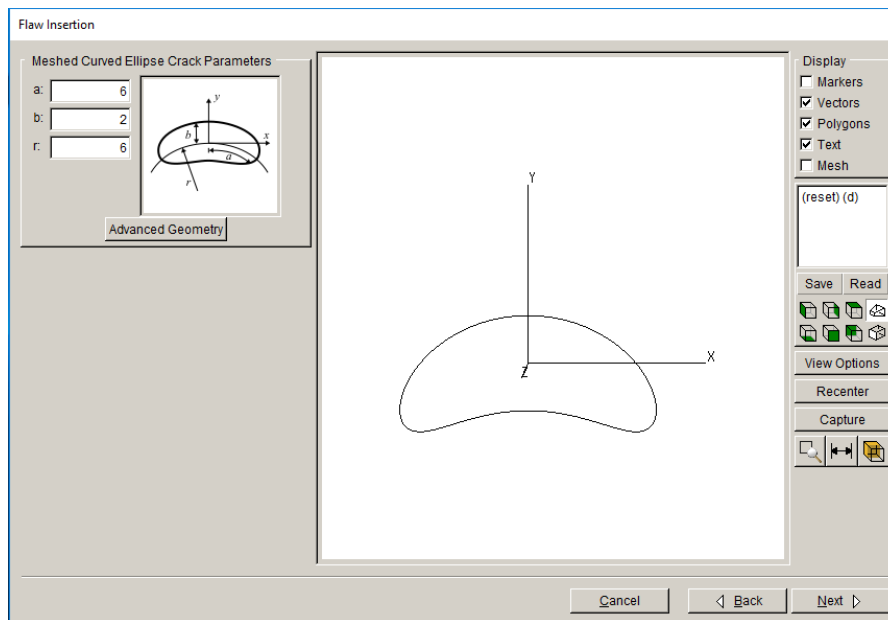 Flaw Insertion
Meshed Curved Ellipse Crack Parameters
a: 6
b: 2
r: 6
y
b
x
a
r
Advanced Geometry
Y
X
Z
Display
Markers
Vectors
Polygons
Text
Mesh
(reset) (d)
Save Read
View Options
Recenter
Capture
Cancel Back Next